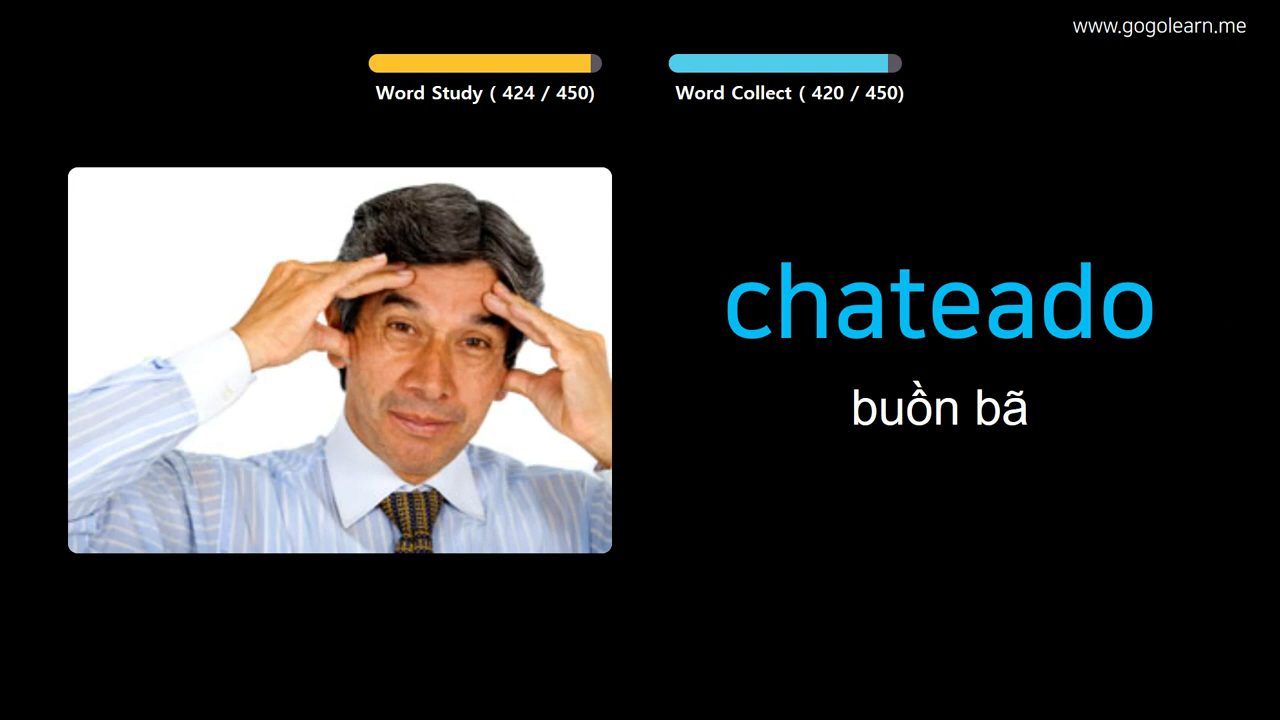 www.gogolearn.me
Word Study ( 424 / 450)
Word Collect ( 420 / 450)
chateado
buồn bã